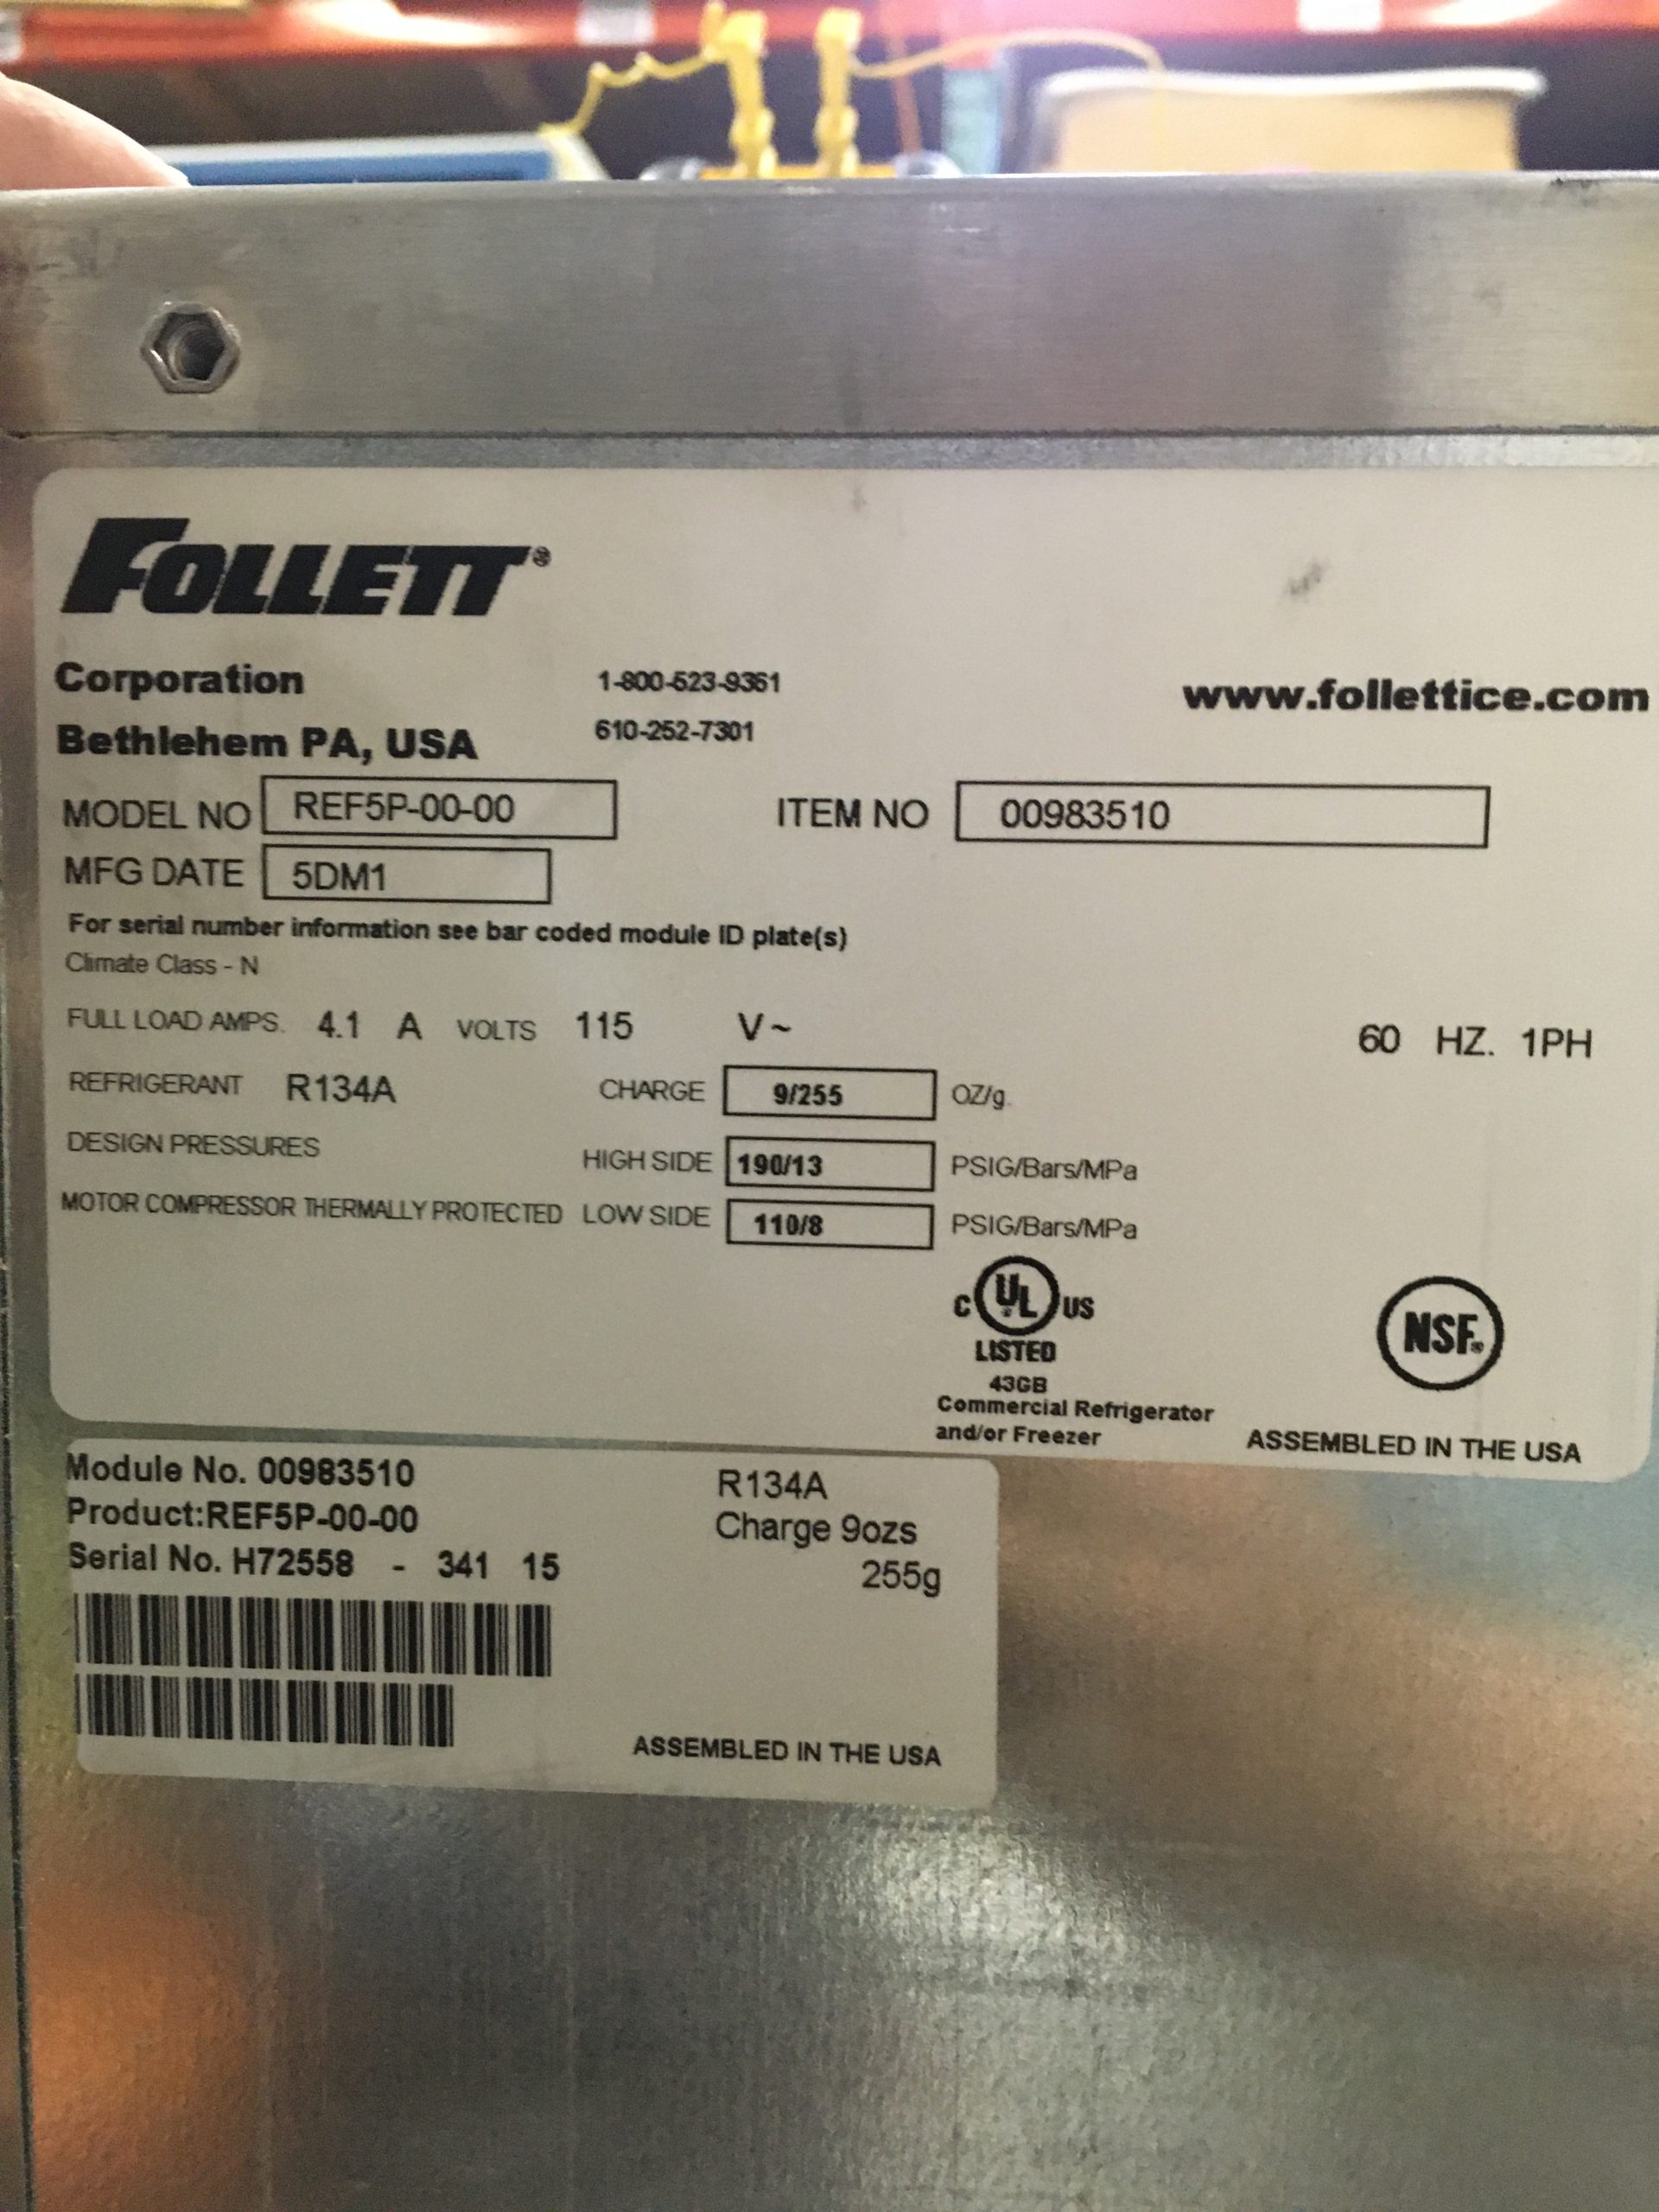 FOLLETT®
Corporation 1-800-523-9361 www.follettice.com
Bethlehem PA, USA 610-252-7301
MODEL NO REF5P-00-00 ITEM NO 00983510
MFG DATE 5DM1
For serial number information see bar coded module ID plate(s)
Climate Class - N
FULL LOAD AMPS. 4.1 A VOLTS 115 V~ 60 HZ. 1PH
REFRIGERANT R134A CHARGE 9/255 OZ/g.
DESIGN PRESSURES HIGH SIDE 190/13 PSIG/Bars/MPa
MOTOR COMPRESSOR THERMALLY PROTECTED LOW SIDE 110/8 PSIG/Bars/MPa
C UL® US
LISTED
NSF®
43GB
Commercial Refrigerator
and/or Freezer
ASSEMBLED IN THE USA
Module No. 00983510 R134A
Product:REF5P-00-00 Charge 9ozs
Serial No. H72558 - 341 15 255g
ASSEMBLED IN THE USA